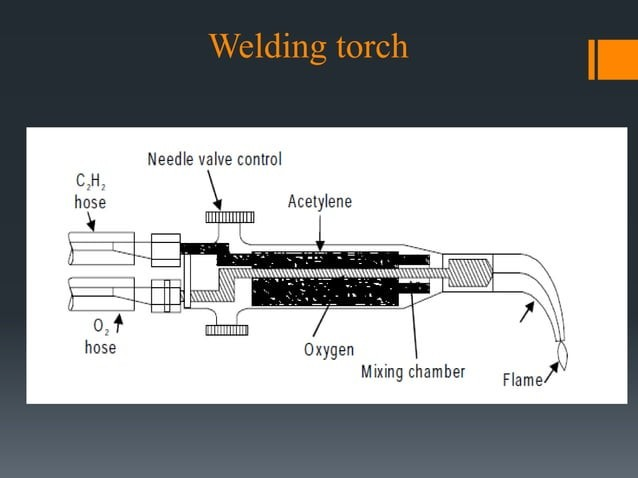 Welding torch
Needle valve control
C₂H₂
hose
Acetylene
O₂
hose
Oxygen
Mixing chamber
Flame